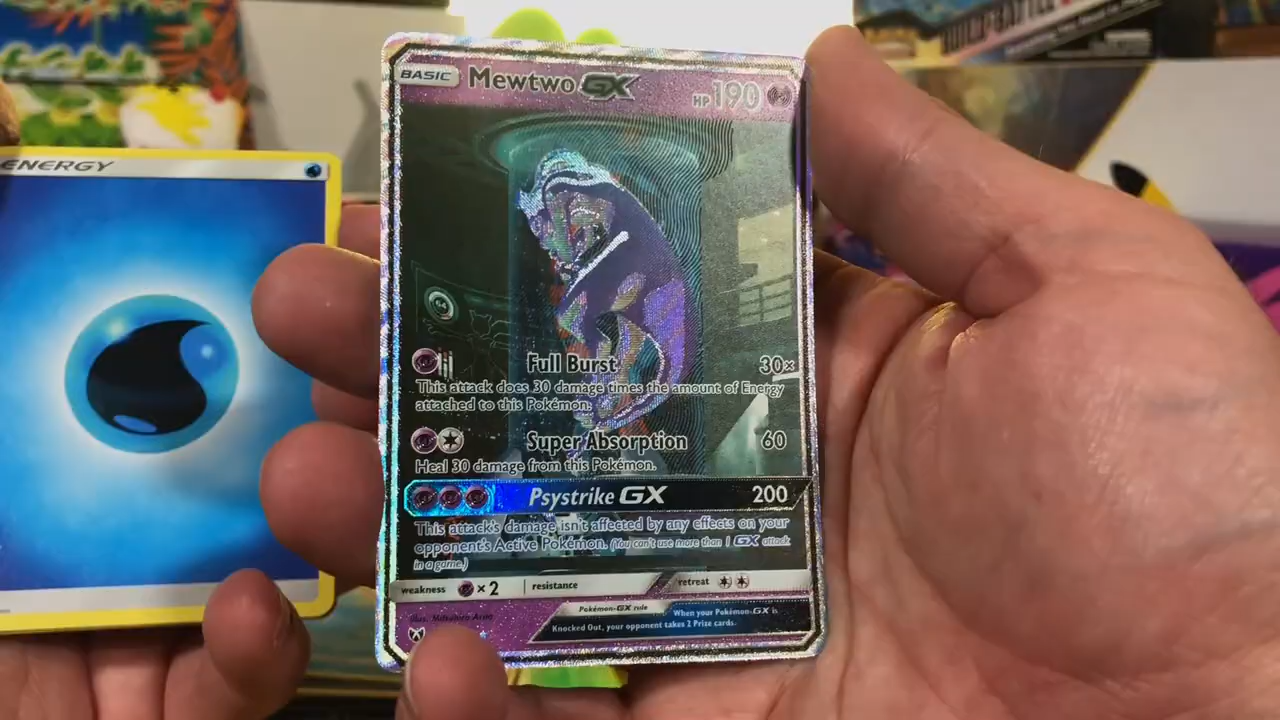 ENERGY
BASIC Mewtwo GX HP 190
Full Burst 30×
This attack does 30 damage times the amount of Energy
attached to this Pokémon.
Super Absorption 60
Heal 30 damage from this Pokémon.
Psystrike GX 200
This attack's damage isn't affected by any effects on your
opponent's Active Pokémon. (You can't use more than 1 GX attack
in a game.)
weakness ×2 resistance retreat
Pokémon-GX rule When your Pokémon-GX is
Knocked Out, your opponent takes 2 Prize cards.
Illus. Mitsuhiro Arita